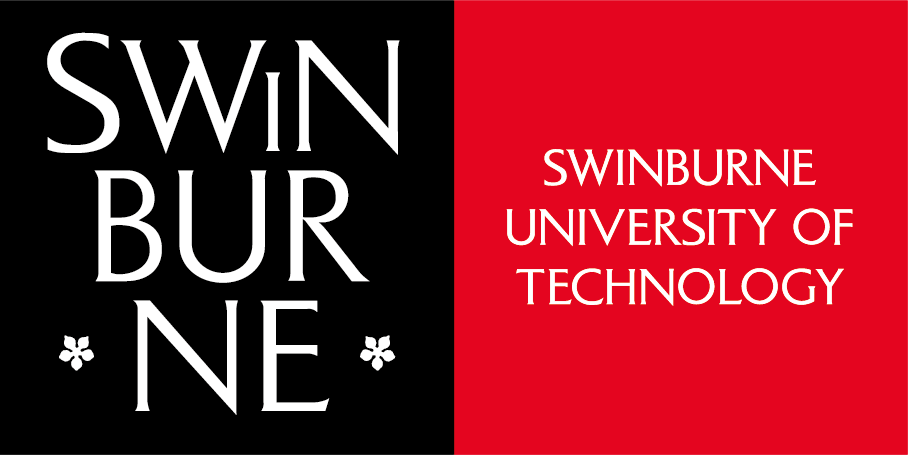 SWiN
BUR
NE
SWINBURNE
UNIVERSITY OF
TECHNOLOGY